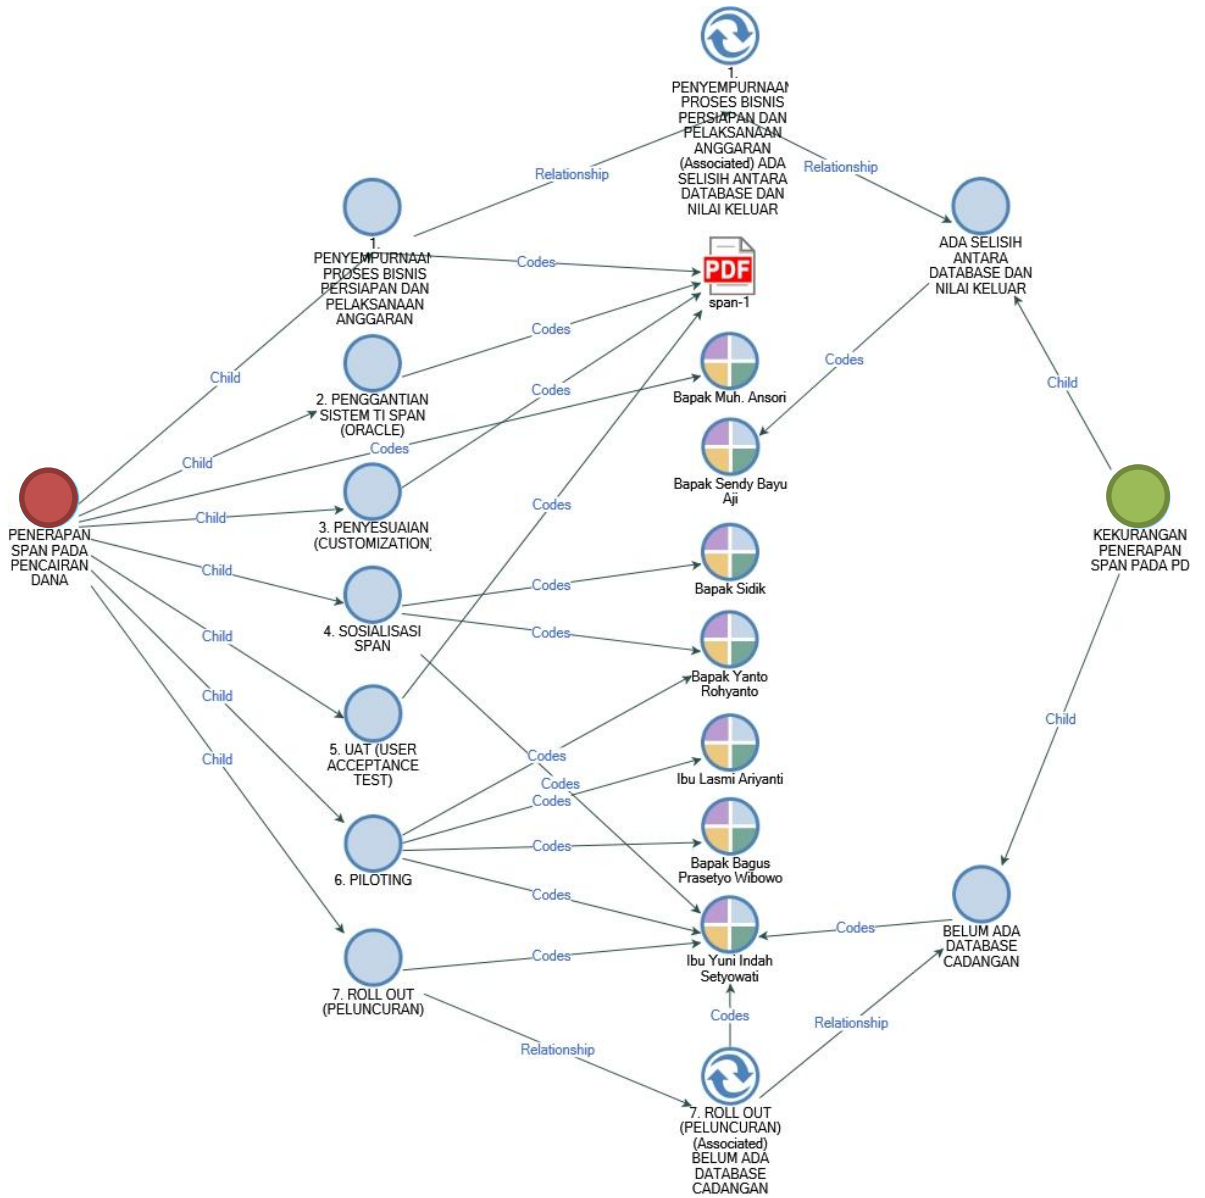 1.
PENYEMPURNAAN
PROSES BISNIS
PERSIAPAN DAN
PELAKSANAAN
ANGGARAN
(Associated) ADA
SELISIH ANTARA
DATABASE DAN
NILAI KELUAR
Relationship
Relationship
1.
PENYEMPURNAAN
PROSES BISNIS
PERSIAPAN DAN
PELAKSANAAN
ANGGARAN
ADA SELISIH
ANTARA
DATABASE DAN
NILAI KELUAR
Codes
PDF
span-1
Codes
Child
2. PENGGANTIAN
SISTEM TI SPAN
(ORACLE)
Codes
Bapak Muh. Ansori
Codes
Child
Child
Codes
Bapak Sendy Bayu
Aji
PENERAPAN
SPAN PADA
PENCAIRAN
DANA
Child
3. PENYESUAIAN
(CUSTOMIZATION)
Codes
KEKURANGAN
PENERAPAN
SPAN PADA PD
Child
4. SOSIALISASI
SPAN
Codes
Bapak Sidik
Codes
Bapak Yanto
Rohyanto
Child
5. UAT (USER
ACCEPTANCE
TEST)
Child
Child
Child
Codes
Codes
Codes
Ibu Lasmi Ariyanti
6. PILOTING
Codes
Bapak Bagus
Prasetyo Wibowo
Codes
7. ROLL OUT
(PELUNCURAN)
Codes
Ibu Yuni Indah
Setyowati
Codes
BELUM ADA
DATABASE
CADANGAN
Codes
Relationship
Relationship
7. ROLL OUT
(PELUNCURAN)
(Associated)
BELUM ADA
DATABASE
CADANGAN